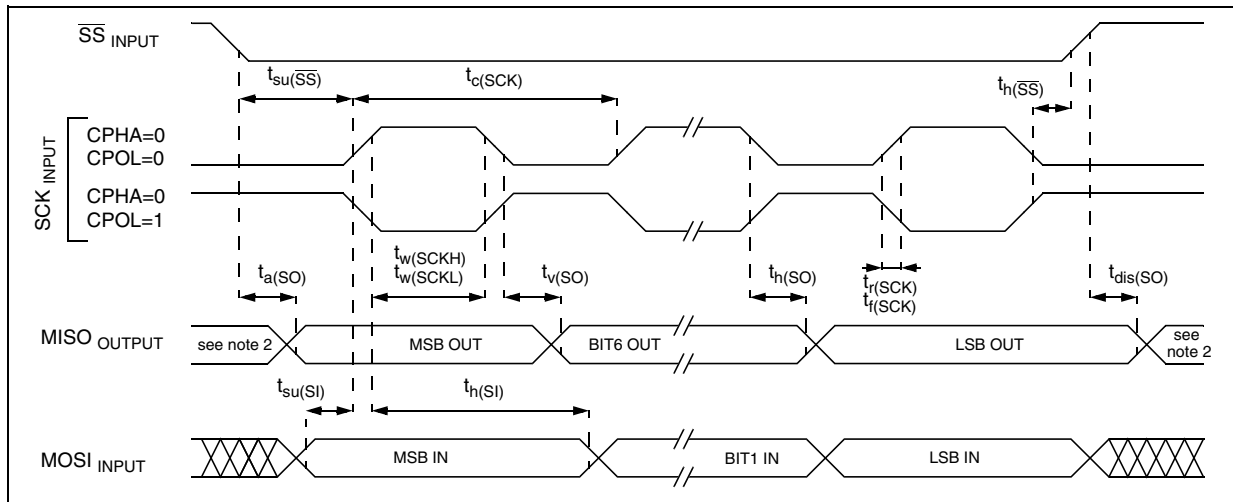 SS INPUT
tsu(SS)
tc(SCK)
th(SS)
SCK INPUT
CPHA=0
CPOL=0
CPHA=0
CPOL=1
ta(SO)
tw(SCKH)
tw(SCKL)
tv(SO)
th(SO)
tr(SCK)
tf(SCK)
tdis(SO)
MISO OUTPUT
see note 2
MSB OUT
BIT6 OUT
LSB OUT
see
note 2
tsu(SI)
th(SI)
MOSI INPUT
MSB IN
BIT1 IN
LSB IN